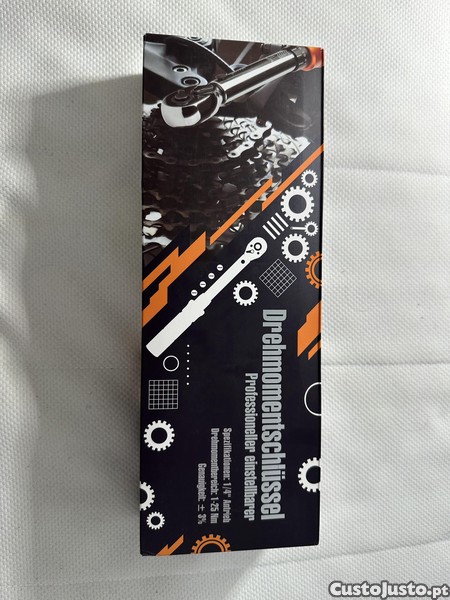 Drehmomentschlüssel
Professioneller einstellbarer
Spezifikationen: 1/4" Antrieb
Drehmomentbereich: 1-25 Nm
Genauigkeit: ± 3%
CustoJusto.pt